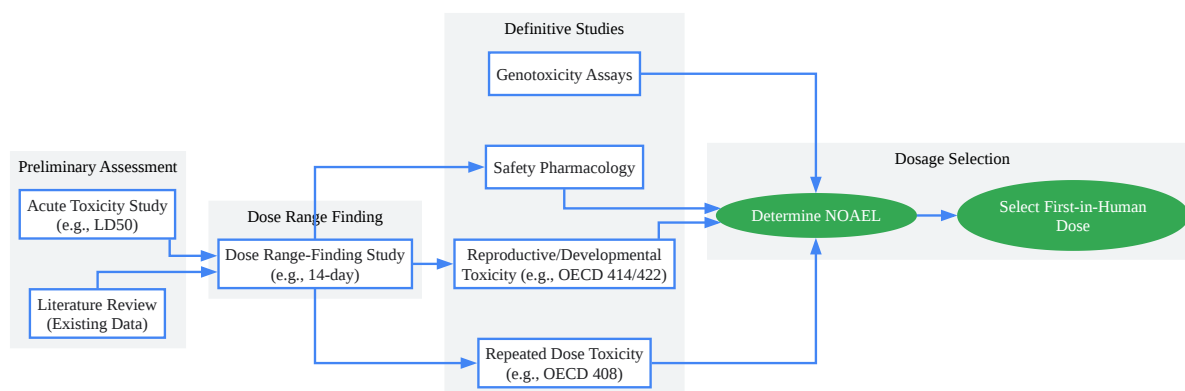 Preliminary Assessment
Acute Toxicity Study
(e.g., LD50)
Literature Review
(Existing Data)
Dose Range Finding
Dose Range-Finding Study
(e.g., 14-day)
Definitive Studies
Genotoxicity Assays
Safety Pharmacology
Reproductive/Developmental
Toxicity (e.g., OECD 414/422)
Repeated Dose Toxicity
(e.g., OECD 408)
Dosage Selection
Determine NOAEL
Select First-in-Human
Dose